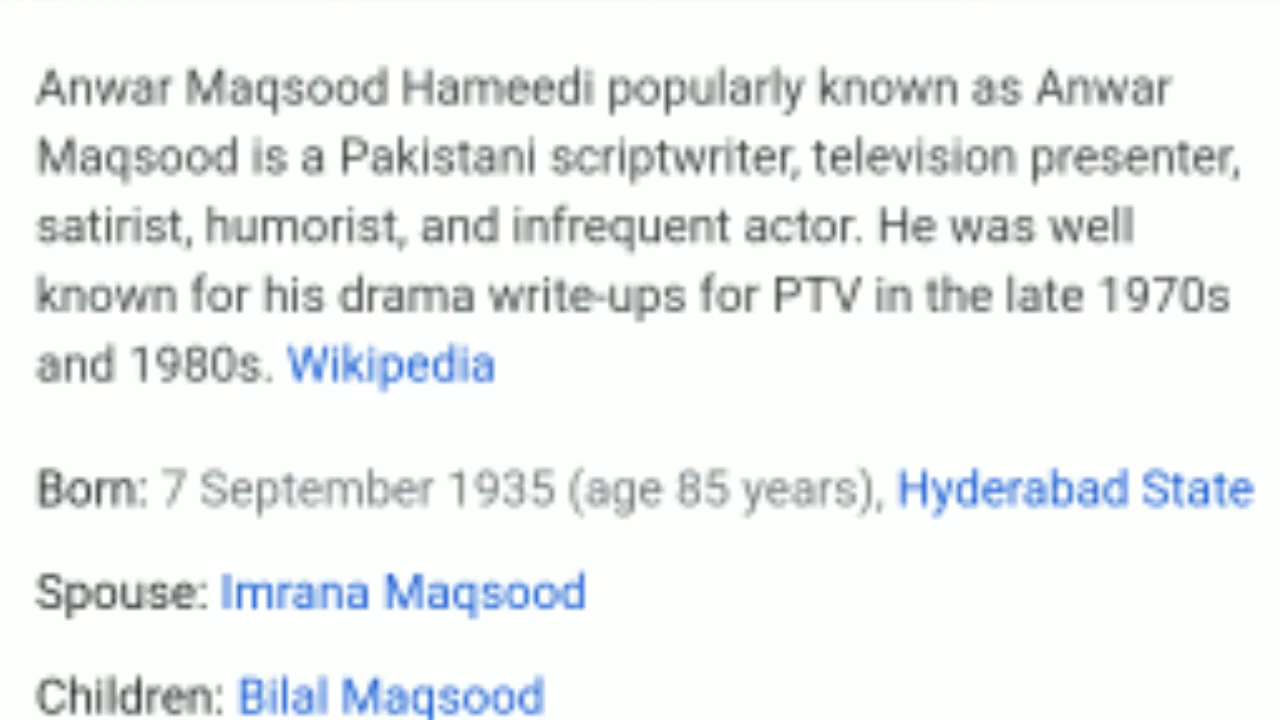 Anwar Maqsood Hameedi popularly known as Anwar
Maqsood is a Pakistani scriptwriter, television presenter,
satirist, humorist, and infrequent actor. He was well
known for his drama write-ups for PTV in the late 1970s
and 1980s. Wikipedia
Born: 7 September 1935 (age 85 years), Hyderabad State
Spouse: Imrana Maqsood
Children: Bilal Maqsood